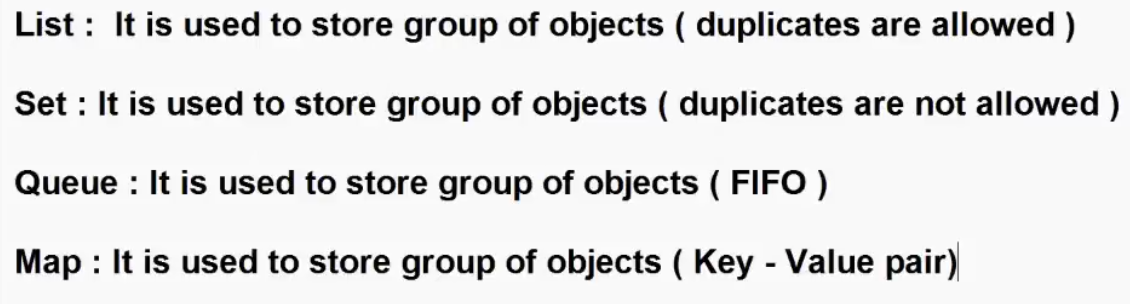 List :  It is used to store group of objects ( duplicates are allowed )
Set : It is used to store group of objects ( duplicates are not allowed )
Queue : It is used to store group of objects ( FIFO )
Map : It is used to store group of objects ( Key - Value pair)